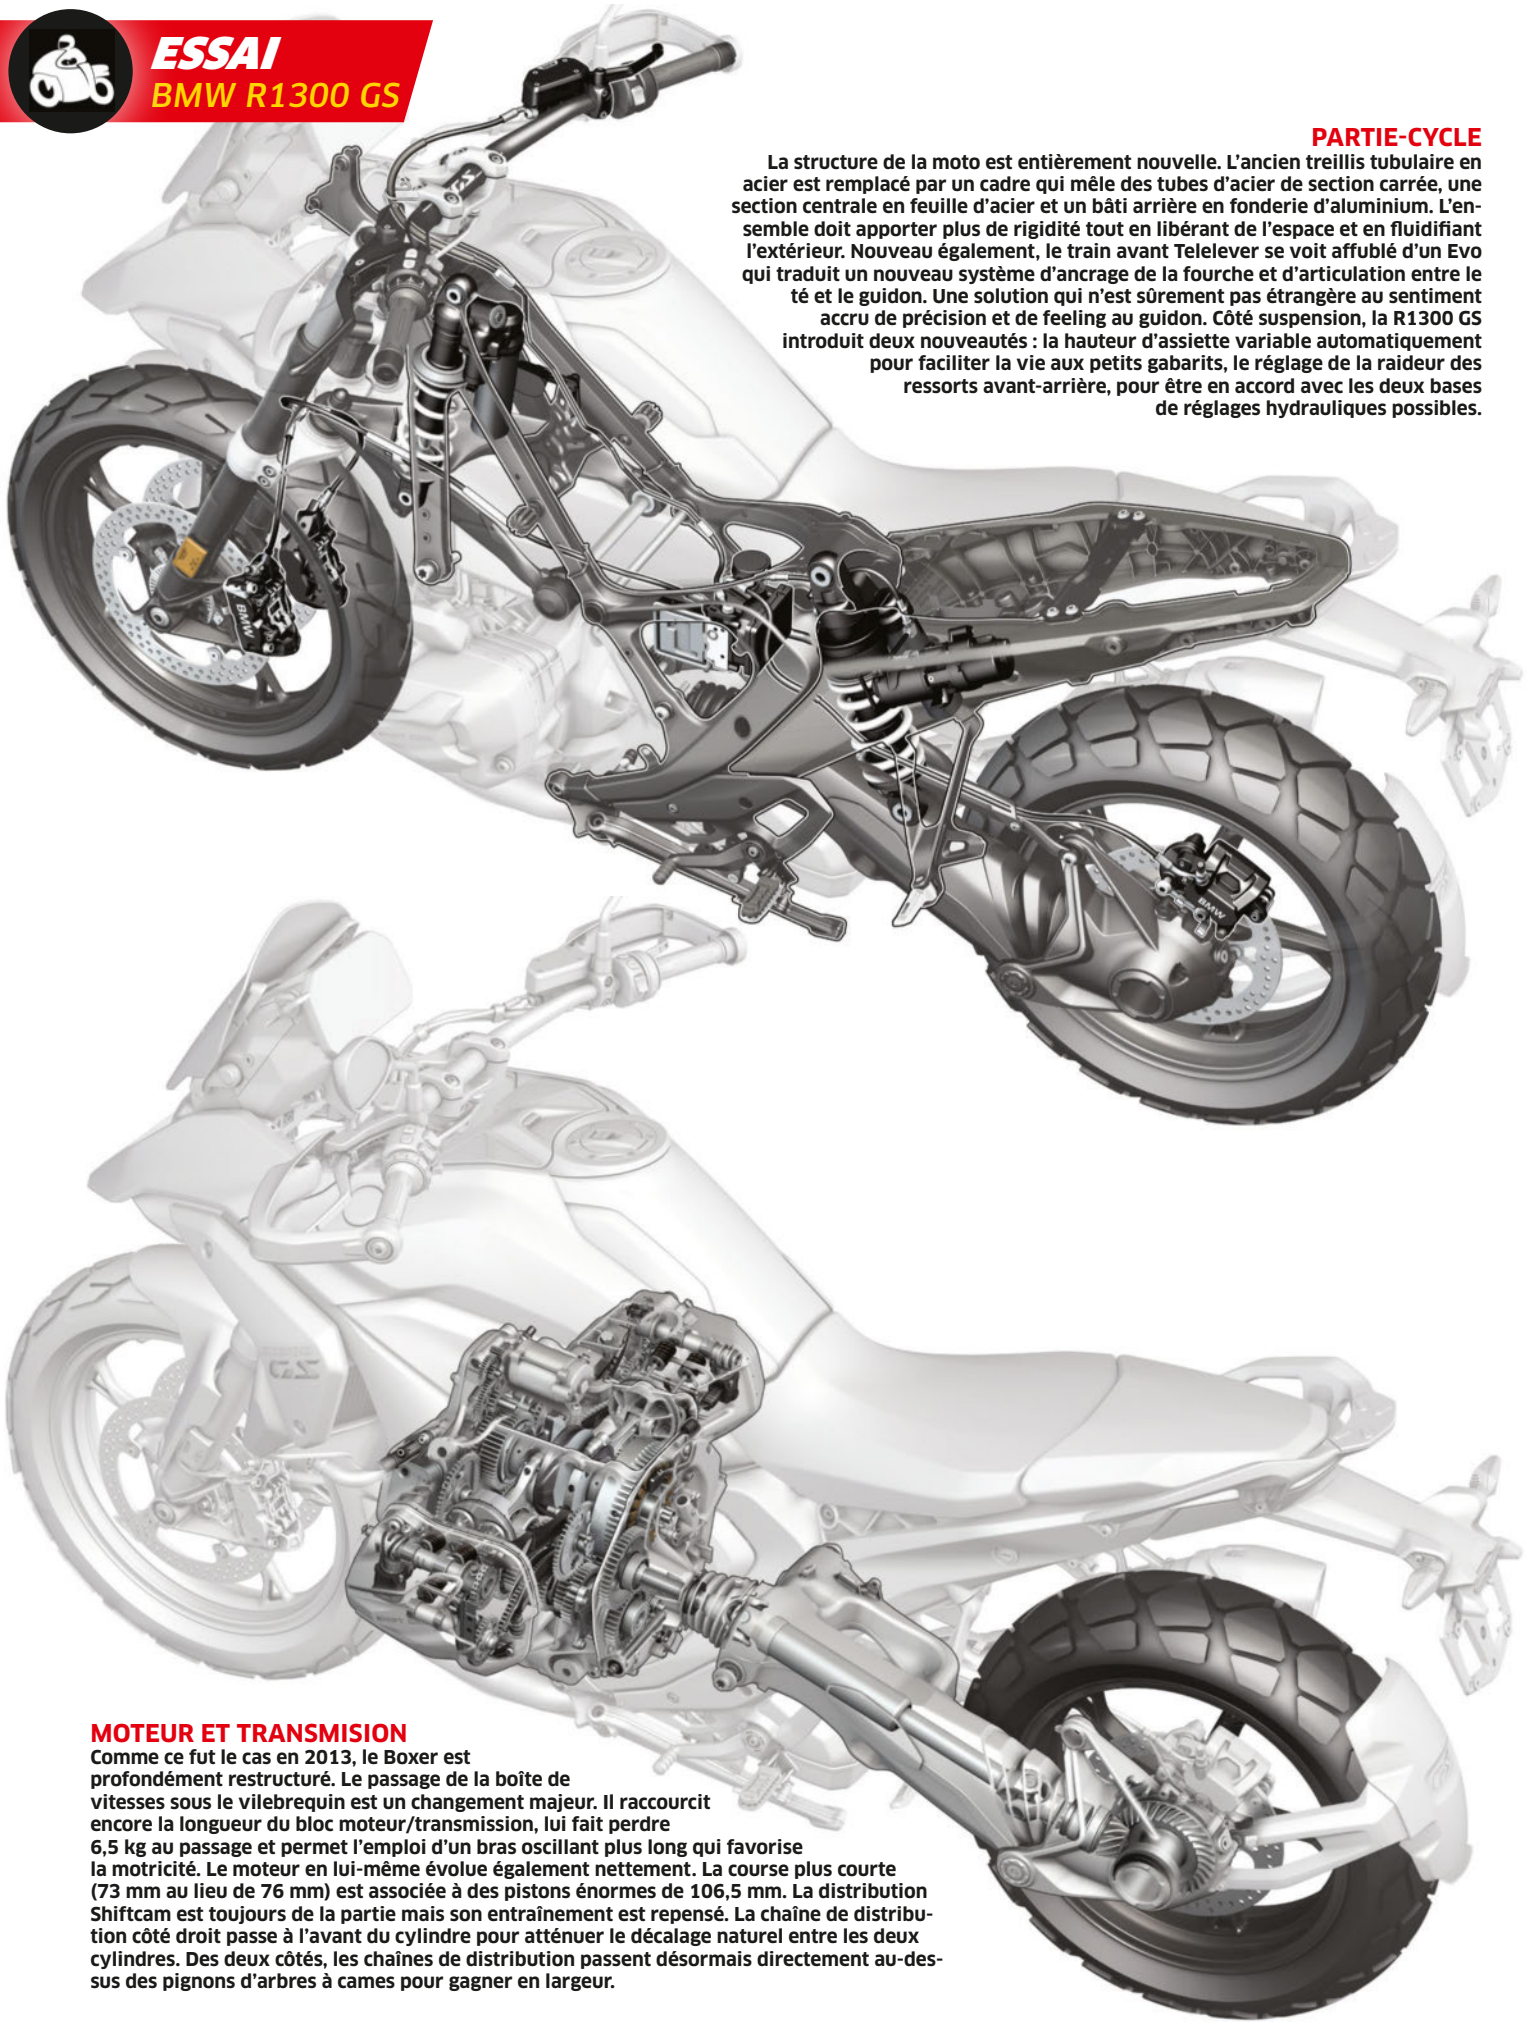 ESSAI
BMW R1300 GS
PARTIE-CYCLE
La structure de la moto est entièrement nouvelle. L'ancien treillis tubulaire en
acier est remplacé par un cadre qui mêle des tubes d'acier de section carrée, une
section centrale en feuille d'acier et un bâti arrière en fonderie d'aluminium. L'en-
semble doit apporter plus de rigidité tout en libérant de l'espace et en fluidifiant
l'extérieur. Nouveau également, le train avant Telelever se voit affublé d'un Evo
qui traduit un nouveau système d'ancrage de la fourche et d'articulation entre le
té et le guidon. Une solution qui n'est sûrement pas étrangère au sentiment
accru de précision et de feeling au guidon. Côté suspension, la R1300 GS
introduit deux nouveautés : la hauteur d'assiette variable automatiquement
pour faciliter la vie aux petits gabarits, le réglage de la raideur des
ressorts avant-arrière, pour être en accord avec les deux bases
de réglages hydrauliques possibles.
GS
BMW
BMW
GS
MOTEUR ET TRANSMISION
Comme ce fut le cas en 2013, le Boxer est
profondément restructuré. Le passage de la boîte de
vitesses sous le vilebrequin est un changement majeur. Il raccourcit
encore la longueur du bloc moteur/transmission, lui fait perdre
6,5 kg au passage et permet l'emploi d'un bras oscillant plus long qui favorise
la motricité. Le moteur en lui-même évolue également nettement. La course plus courte
(73 mm au lieu de 76 mm) est associée à des pistons énormes de 106,5 mm. La distribution
Shiftcam est toujours de la partie mais son entraînement est repensé. La chaîne de distribu-
tion côté droit passe à l'avant du cylindre pour atténuer le décalage naturel entre les deux
cylindres. Des deux côtés, les chaînes de distribution passent désormais directement au-des-
sus des pignons d'arbres à cames pour gagner en largeur.